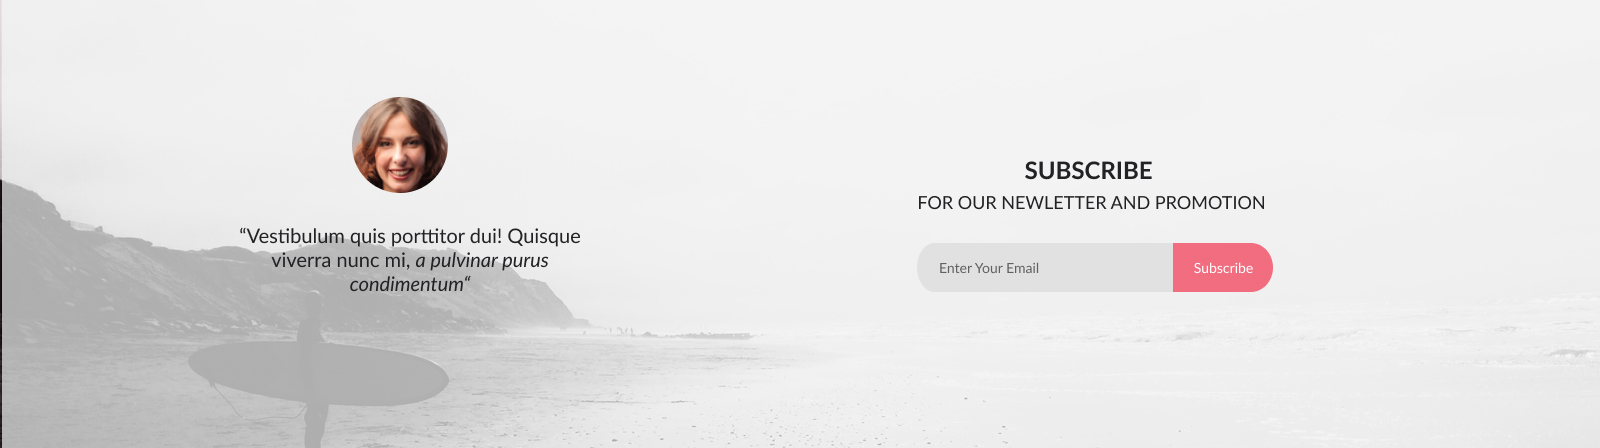 “Vestibulum quis porttitor dui! Quisque
viverra nunc mi, a pulvinar purus
condimentum“
SUBSCRIBE
FOR OUR NEWLETTER AND PROMOTION
Enter Your Email
Subscribe